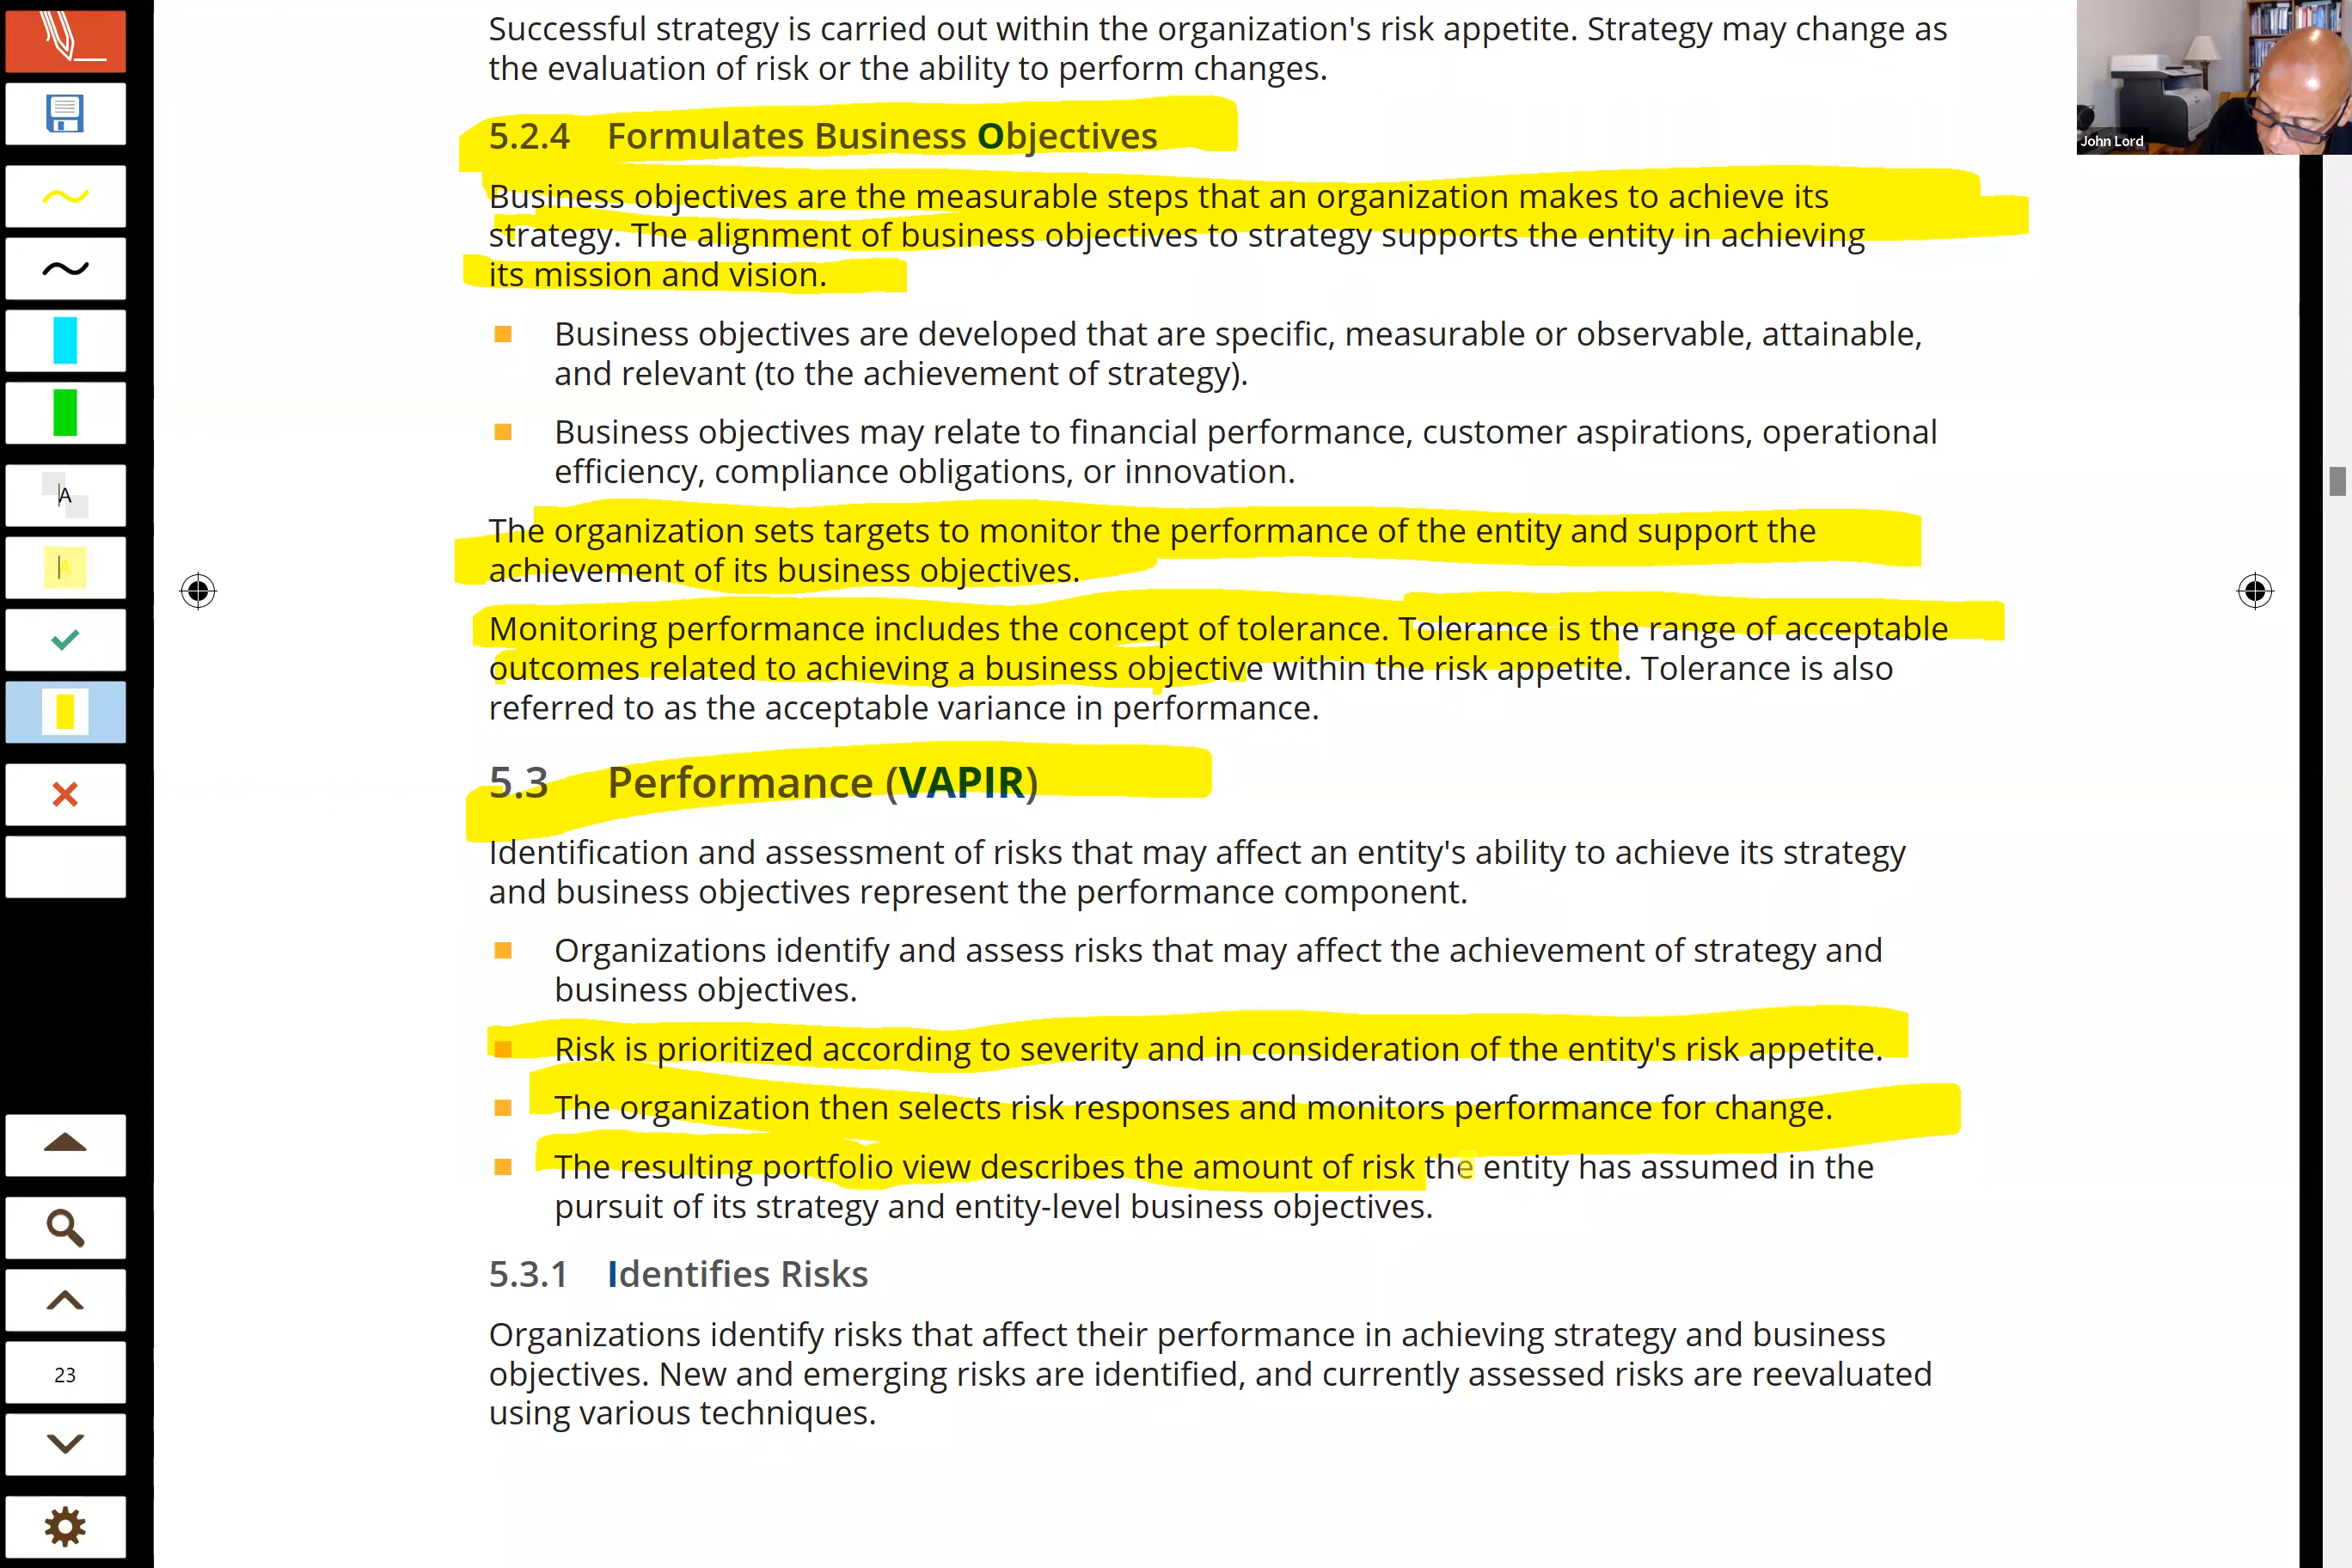 Successful strategy is carried out within the organization's risk appetite. Strategy may change as
the evaluation of risk or the ability to perform changes.
John Lord
5.2.4 Formulates Business Objectives
Business objectives are the measurable steps that an organization makes to achieve its
strategy. The alignment of business objectives to strategy supports the entity in achieving
its mission and vision.
Business objectives are developed that are specific, measurable or observable, attainable,
and relevant (to the achievement of strategy).
Business objectives may relate to financial performance, customer aspirations, operational
efficiency, compliance obligations, or innovation.
The organization sets targets to monitor the performance of the entity and support the
achievement of its business objectives.
Monitoring performance includes the concept of tolerance. Tolerance is the range of acceptable
outcomes related to achieving a business objective within the risk appetite. Tolerance is also
referred to as the acceptable variance in performance.
5.3 Performance (VAPIR)
Identification and assessment of risks that may affect an entity's ability to achieve its strategy
and business objectives represent the performance component.
Organizations identify and assess risks that may affect the achievement of strategy and
business objectives.
Risk is prioritized according to severity and in consideration of the entity's risk appetite.
The organization then selects risk responses and monitors performance for change.
The resulting portfolio view describes the amount of risk the entity has assumed in the
pursuit of its strategy and entity-level business objectives.
5.3.1 Identifies Risks
Organizations identify risks that affect their performance in achieving strategy and business
objectives. New and emerging risks are identified, and currently assessed risks are reevaluated
using various techniques.
A
A
23